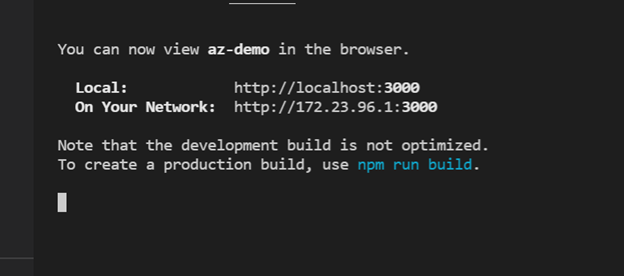 You can now view az-demo in the browser.
Local: http://localhost:3000
On Your Network: http://172.23.96.1:3000
Note that the development build is not optimized.
To create a production build, use npm run build.